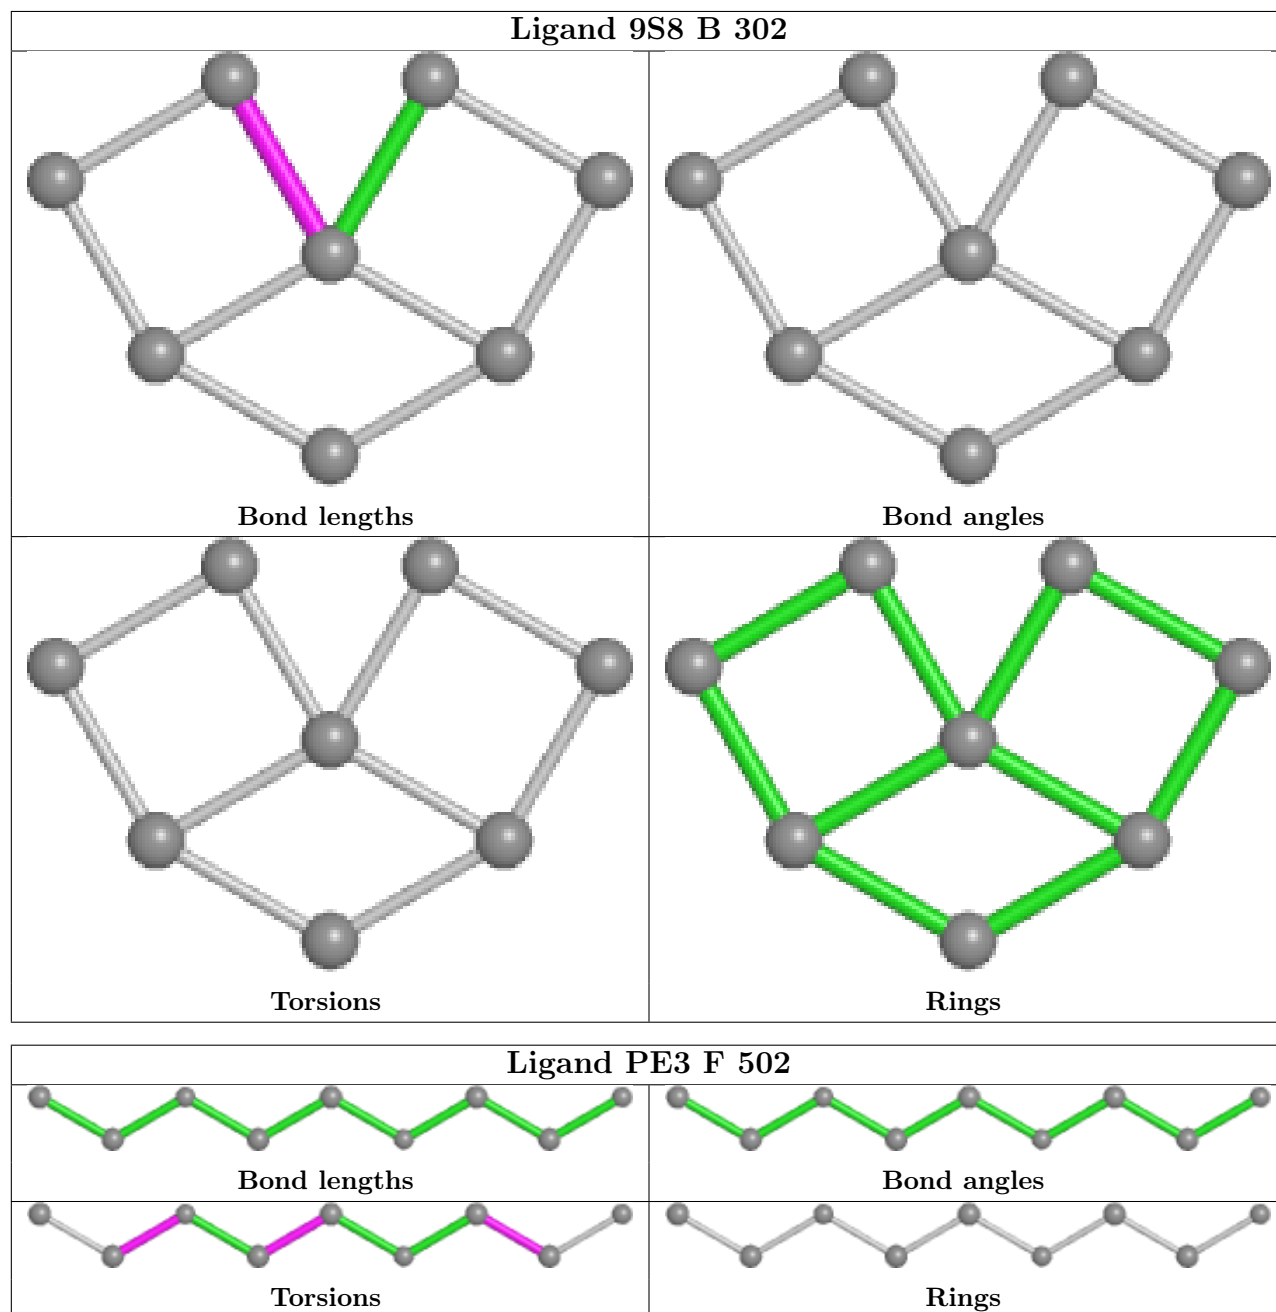 Ligand 9S8 B 302
Bond lengths
Bond angles
Torsions
Rings
Ligand PE3 F 502
Bond lengths
Bond angles
Torsions
Rings